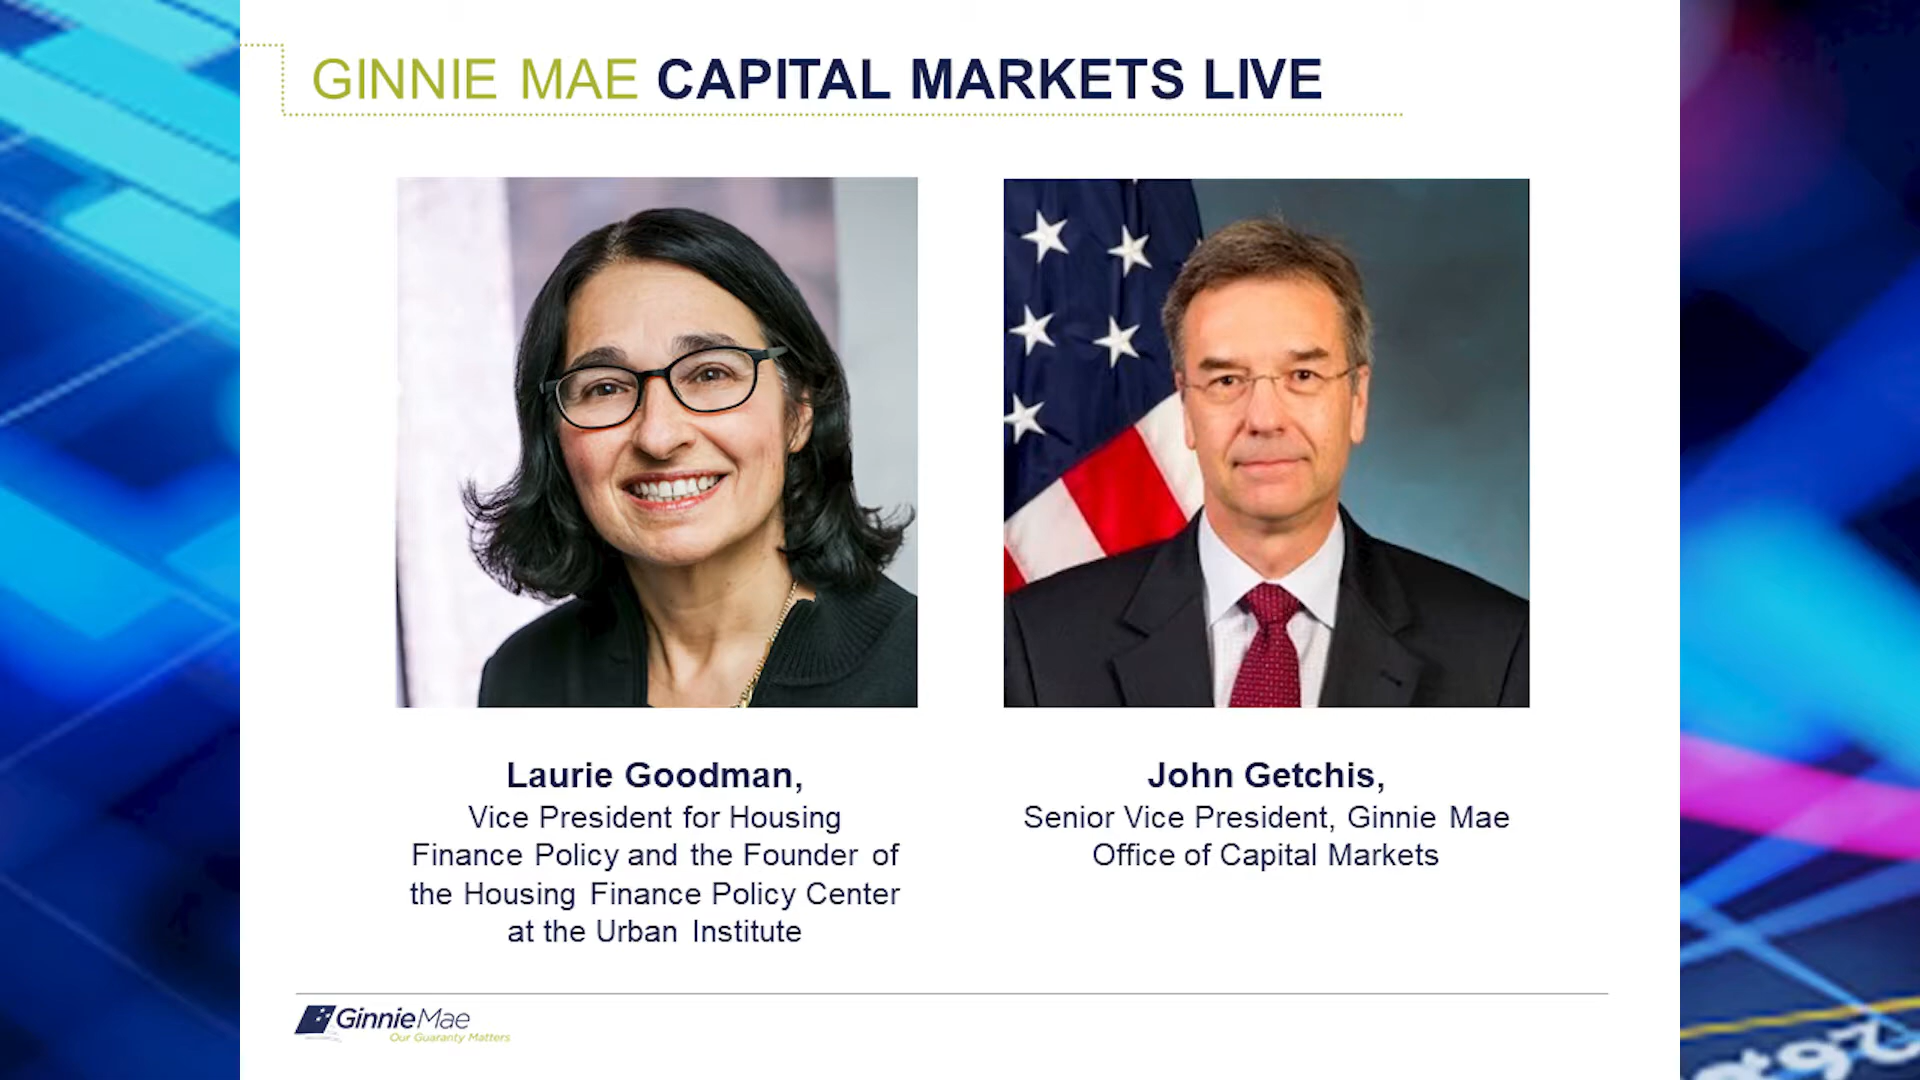 GINNIE MAE CAPITAL MARKETS LIVE
Laurie Goodman,
Vice President for Housing
Finance Policy and the Founder of
the Housing Finance Policy Center
at the Urban Institute
John Getchis,
Senior Vice President, Ginnie Mae
Office of Capital Markets
GinnieMae
Our Guaranty Matters